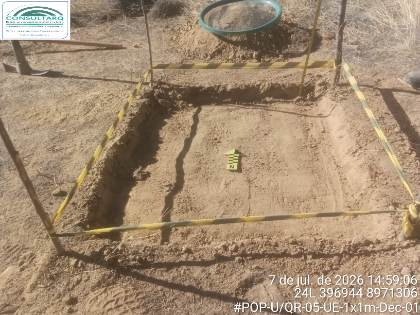 CONSULTARQ
7 de jul. de 2026 14:59:06
24L 396944 8971306
#POP-U/QR-05-UE-1x1m-Dec-01